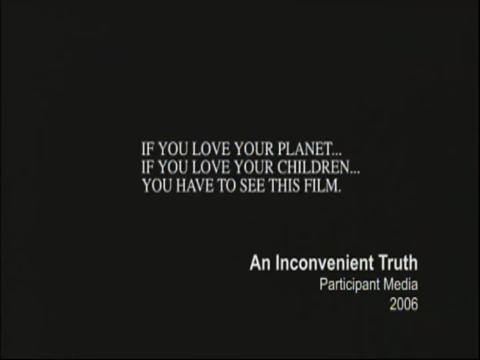 IF YOU LOVE YOUR PLANET...
IF YOU LOVE YOUR CHILDREN...
YOU HAVE TO SEE THIS FILM.
An Inconvenient Truth
Participant Media
2006